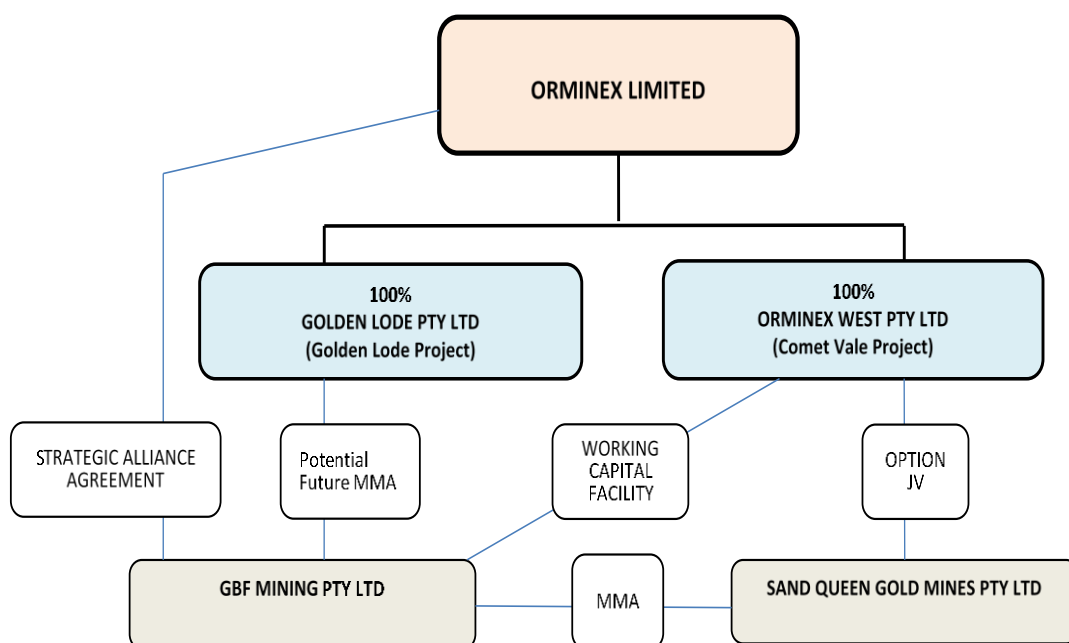 ORMINEX LIMITED
100%
GOLDEN LODE PTY LTD
(Golden Lode Project)
100%
ORMINEX WEST PTY LTD
(Comet Vale Project)
STRATEGIC ALLIANCE
AGREEMENT
Potential
Future MMA
WORKING
CAPITAL
FACILITY
OPTION
JV
GBF MINING PTY LTD
MMA
SAND QUEEN GOLD MINES PTY LTD